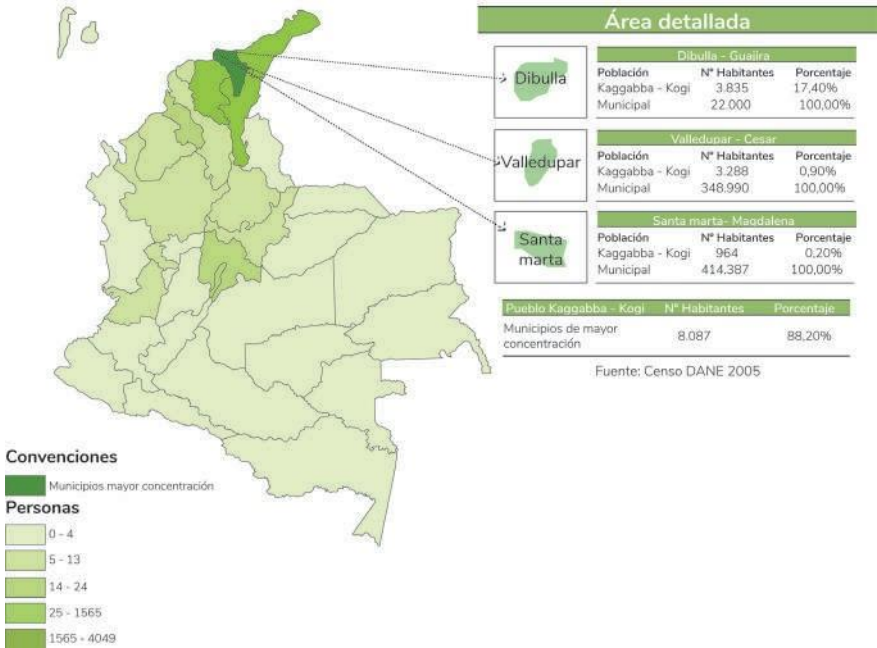 Área detallada
Dibulla
Dibulla - Guajira
Población N° Habitantes Porcentaje
Kaggabba - Kogi 3.835 17,40%
Municipal 22.000 100,00%
Valledupar
Valledupar - Cesar
Población N° Habitantes Porcentaje
Kaggabba - Kogi 3.288 0,90%
Municipal 348.990 100,00%
Santa
marta
Santa marta- Magdalena
Población N° Habitantes Porcentaje
Kaggabba - Kogi 964 0,20%
Municipal 414.387 100,00%
Pueblo Kaggabba - Kogi N° Habitantes Porcentaje
Municipios de mayor
concentración 8.087 88,20%
Fuente: Censo DANE 2005
Convenciones
Municipios mayor concentración
Personas
0 - 4
5 - 13
14 - 24
25 - 1565
1565 - 4049